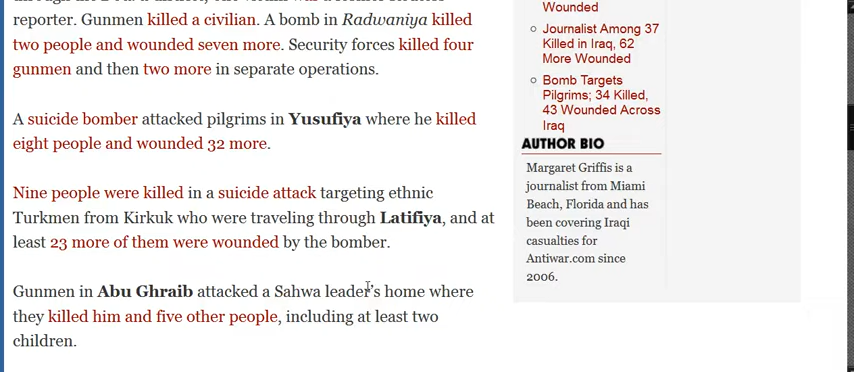 reporter. Gunmen killed a civilian. A bomb in Radwaniya killed
two people and wounded seven more. Security forces killed four
gunmen and then two more in separate operations.
A suicide bomber attacked pilgrims in Yusufiya where he killed
eight people and wounded 32 more.
Nine people were killed in a suicide attack targeting ethnic
Turkmen from Kirkuk who were traveling through Latifiya, and at
least 23 more of them were wounded by the bomber.
Gunmen in Abu Ghraib attacked a Sahwa leader's home where
they killed him and five other people, including at least two
children.
Wounded
Journalist Among 37
Killed in Iraq, 62
More Wounded
Bomb Targets
Pilgrims; 34 Killed,
43 Wounded Across
Iraq
AUTHOR BIO
Margaret Griffis is a
journalist from Miami
Beach, Florida and has
been covering Iraqi
casualties for
Antiwar.com since
2006.